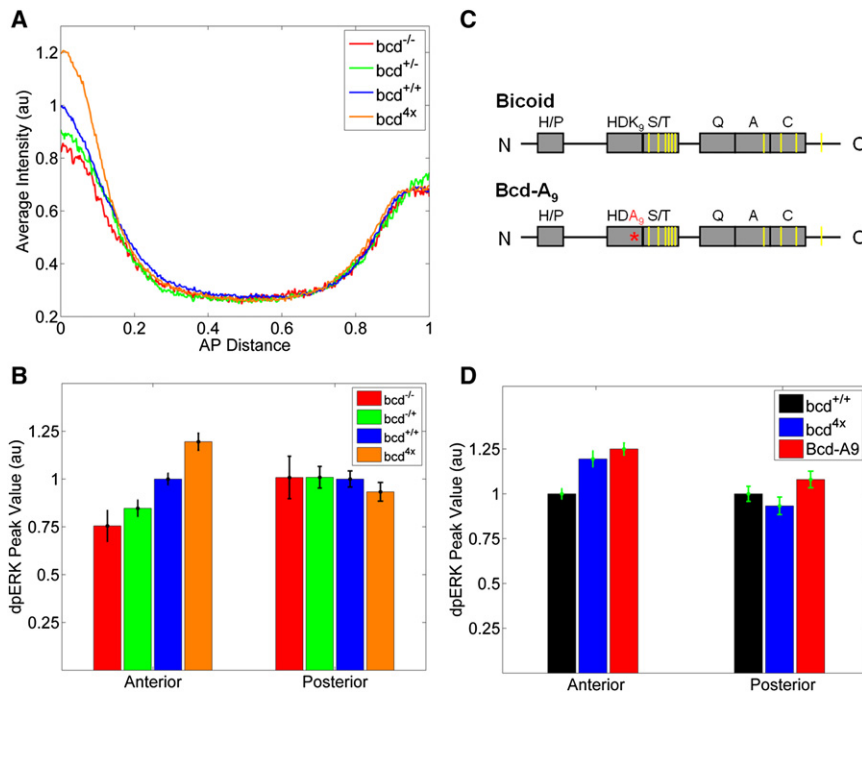 A
Average Intensity (au)
1.2
1
0.8
0.6
0.4
0.2
0 0.2 0.4 0.6 0.8 1
AP Distance
bcd-/-
bcd+/-
bcd+/+
bcd4x
C
Bicoid
H/P HDK9 S/T Q A C
N C
Bcd-A9
H/P HDA9 S/T Q A C
N * C
B
dpERK Peak Value (au)
1.25
1
0.75
0.5
0.25
Anterior Posterior
bcd-/-
bcd-/+
bcd+/+
bcd4x
D
dpERK Peak Value (au)
1.25
1
0.75
0.5
0.25
Anterior Posterior
bcd+/+
bcd4x
Bcd-A9